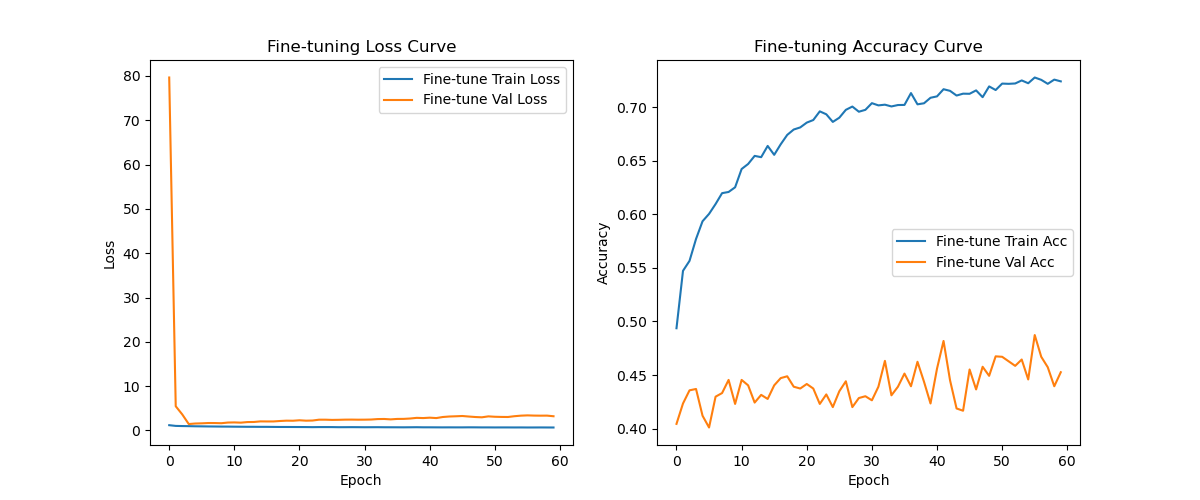 Fine-tuning Loss Curve
80
70
60
50
40
30
20
10
0
Loss
0 10 20 30 40 50 60
Epoch
Fine-tune Train Loss
Fine-tune Val Loss
Fine-tuning Accuracy Curve
0.70
0.65
0.60
0.55
0.50
0.45
0.40
Accuracy
0 10 20 30 40 50 60
Epoch
Fine-tune Train Acc
Fine-tune Val Acc